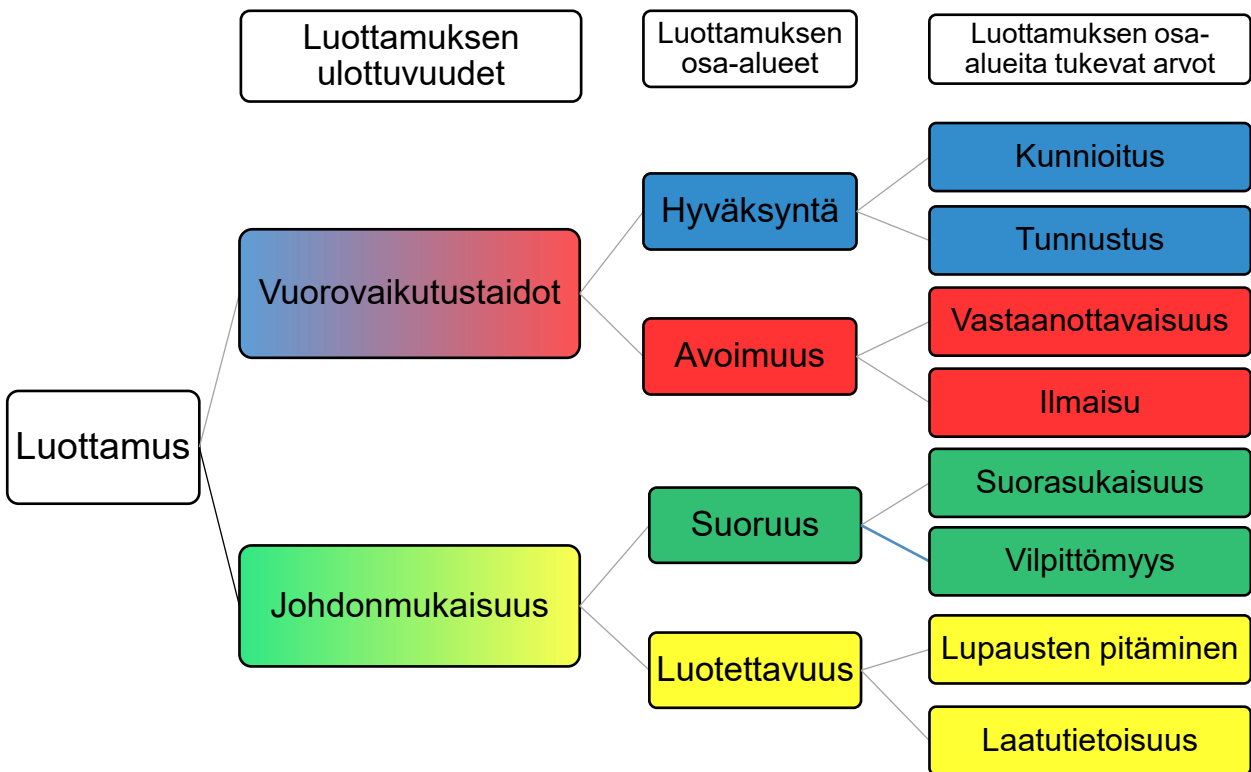 Luottamuksen
ulottuvuudet
Luottamuksen
osa-alueet
Luottamuksen osa-
alueita tukevat arvot
Luottamus
Vuorovaikutustaidot
Johdonmukaisuus
Hyväksyntä
Avoimuus
Suoruus
Luotettavuus
Kunnioitus
Tunnustus
Vastaanottavaisuus
Ilmaisu
Suorasukaisuus
Vilpittömyys
Lupausten pitäminen
Laatutietoisuus